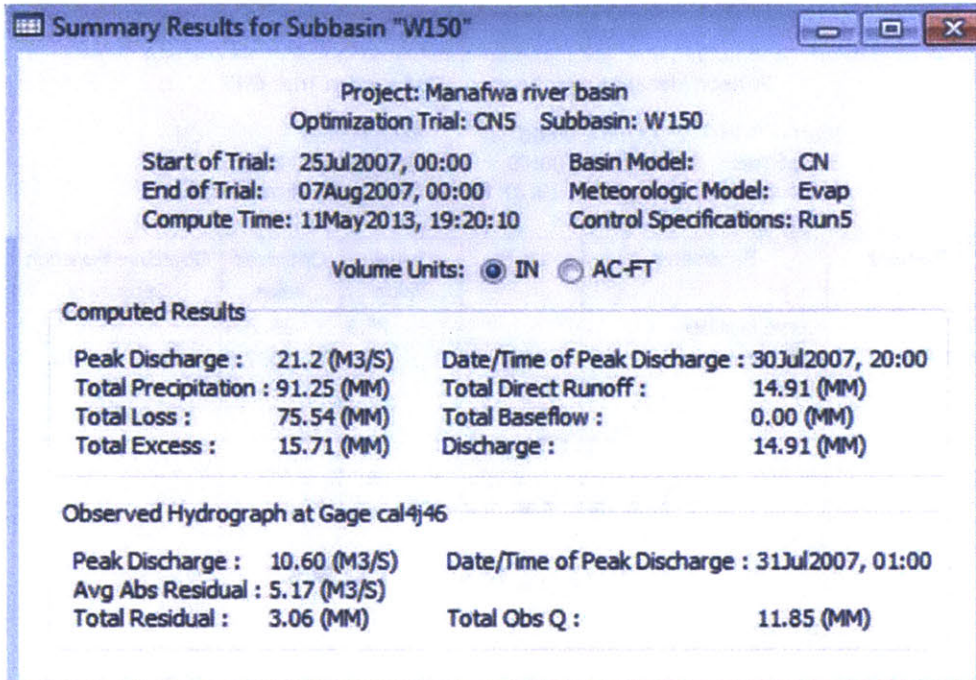 Summary Results for Subbasin "W150"
Project: Manafwa river basin
Optimization Trial: CN5 Subbasin: W150
Start of Trial: 25Jul2007, 00:00 Basin Model: CN
End of Trial: 07Aug2007, 00:00 Meteorologic Model: Evap
Compute Time: 11May2013, 19:20:10 Control Specifications: Run5
Volume Units: IN AC-FT
Computed Results
Peak Discharge : 21.2 (M3/S) Date/Time of Peak Discharge : 30Jul2007, 20:00
Total Precipitation : 91.25 (MM) Total Direct Runoff : 14.91 (MM)
Total Loss : 75.54 (MM) Total Baseflow : 0.00 (MM)
Total Excess : 15.71 (MM) Discharge : 14.91 (MM)
Observed Hydrograph at Gage cal4j46
Peak Discharge : 10.60 (M3/S) Date/Time of Peak Discharge : 31Jul2007, 01:00
Avg Abs Residual : 5.17 (M3/S)
Total Residual : 3.06 (MM) Total Obs Q : 11.85 (MM)